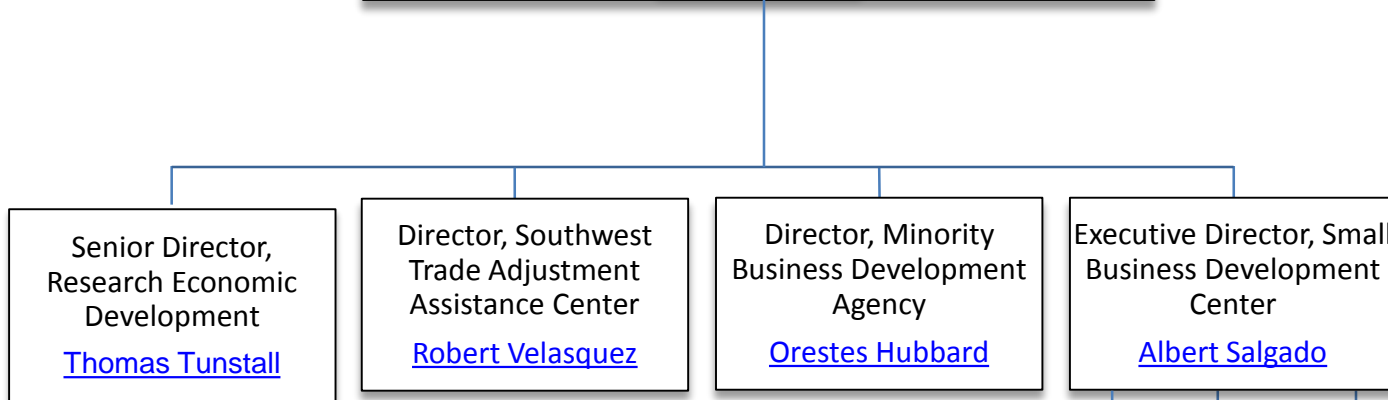 Senior Director,
Research Economic
Development
Thomas Tunstall
Director, Southwest
Trade Adjustment
Assistance Center
Robert Velasquez
Director, Minority
Business Development
Agency
Orestes Hubbard
Executive Director, Small
Business Development
Center
Albert Salgado